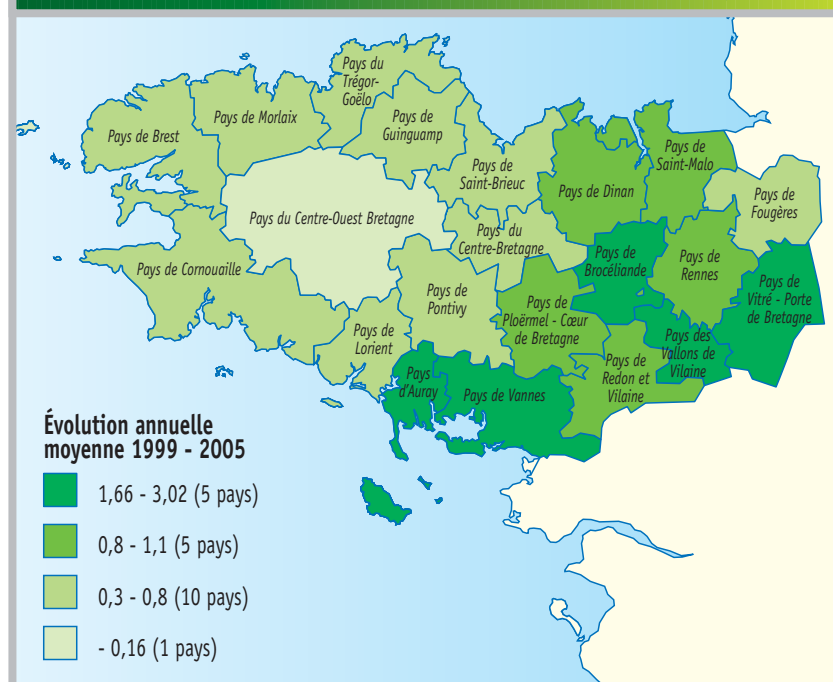 Pays du
Trégor-
Goëlo
Pays de Morlaix
Pays de
Guinguamp
Pays de Brest
Pays de
Saint-Malo
Pays de
Saint-Brieuc
Pays de Dinan
Pays de
Fougères
Pays du Centre-Ouest Bretagne
Pays du
Centre-Bretagne
Pays de
Brocéliande
Pays de
Rennes
Pays de Cornouaille
Pays de
Vitré - Porte
de Bretagne
Pays de
Pontivy
Pays de
Ploërmel - Cœur
de Bretagne
Pays de
Lorient
Pays des
Vallons de
Vilaine
Pays de
Redon et
Vilaine
Pays
d'Auray
Pays de Vannes
Évolution annuelle
moyenne 1999 - 2005
1,66 - 3,02 (5 pays)
0,8 - 1,1 (5 pays)
0,3 - 0,8 (10 pays)
- 0,16 (1 pays)